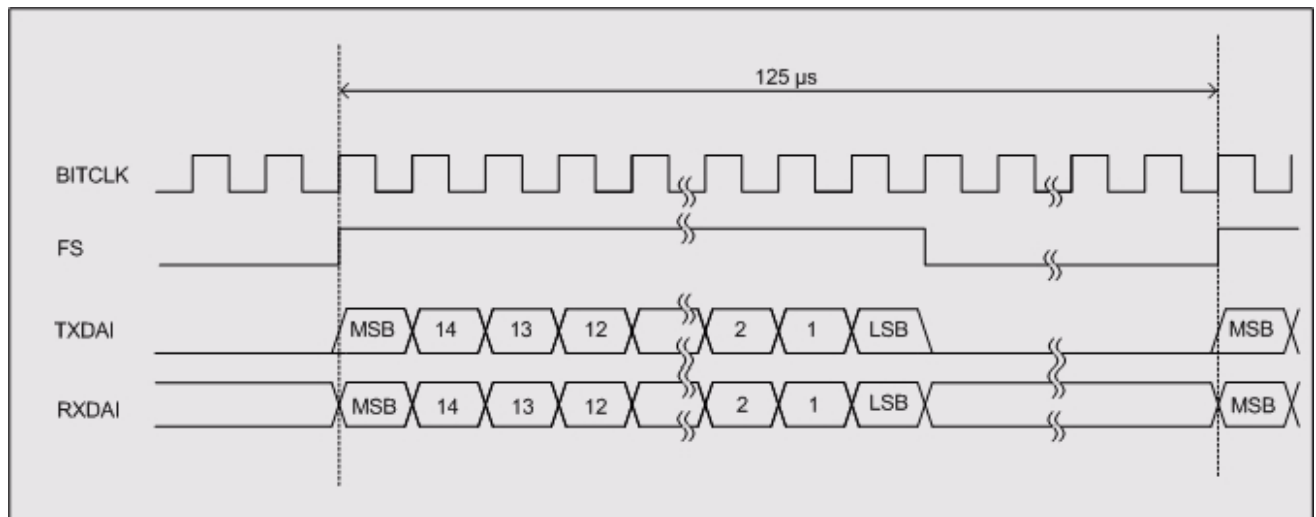 125 µs
BITCLK
FS
TXDAI MSB 14 13 12 2 1 LSB MSB
RXDAI MSB 14 13 12 2 1 LSB MSB